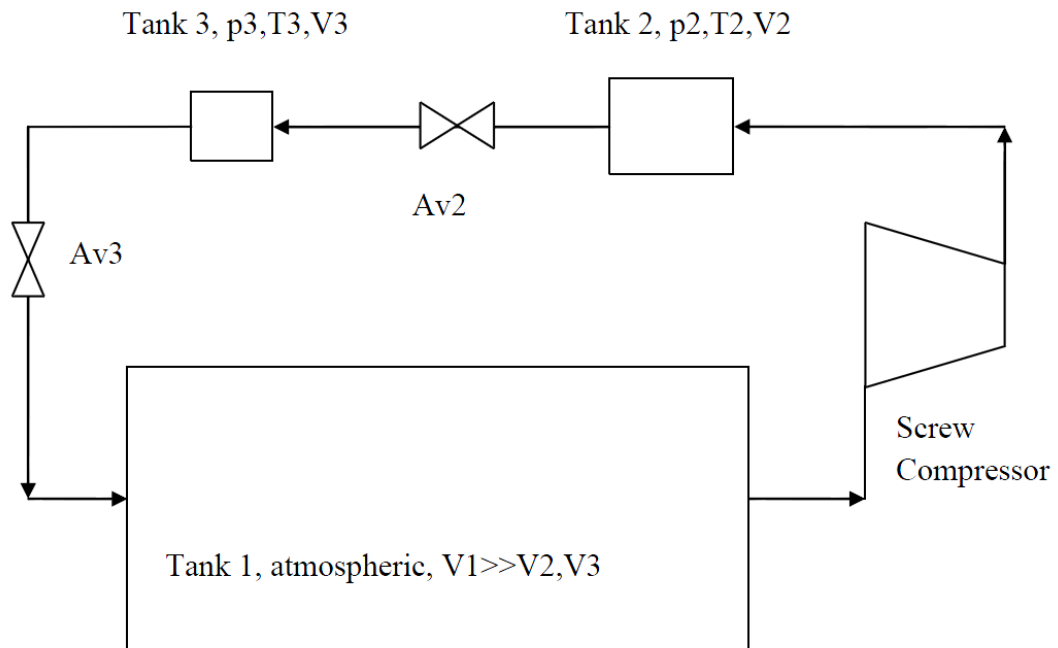 Tank 3, p3,T3,V3
Tank 2, p2,T2,V2
Av2
Av3
Screw
Compressor
Tank 1, atmospheric, V1>>V2,V3